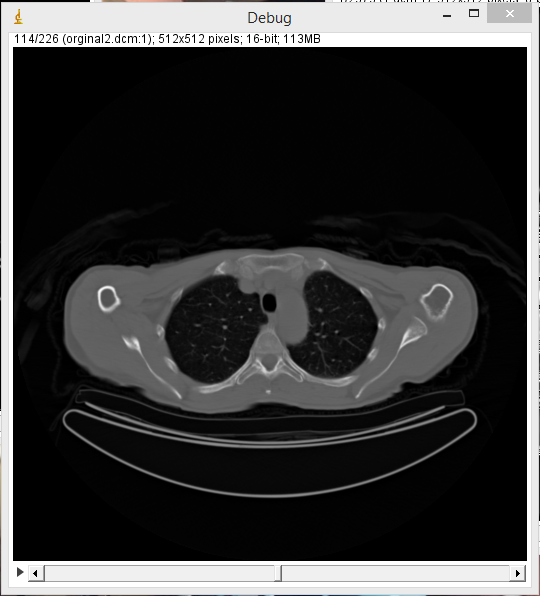 Debug
114/226 (orginal2.dcm:1); 512x512 pixels; 16-bit; 113MB